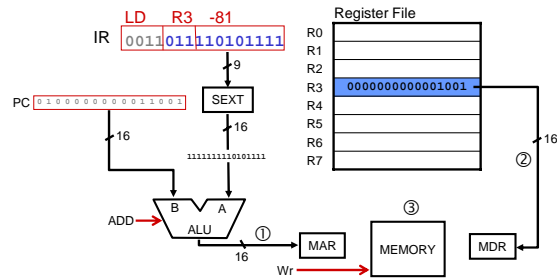 LD R3 -81
IR 0011 011 110101111
9
SEXT
PC 0100000000011001
16
16
1111111110101111
B A
ADD
ALU
16
①
MAR
Wr
Register File
R0
R1
R2
R3 0000000000001001
R4
R5
R6
R7
16
②
③
MEMORY
MDR